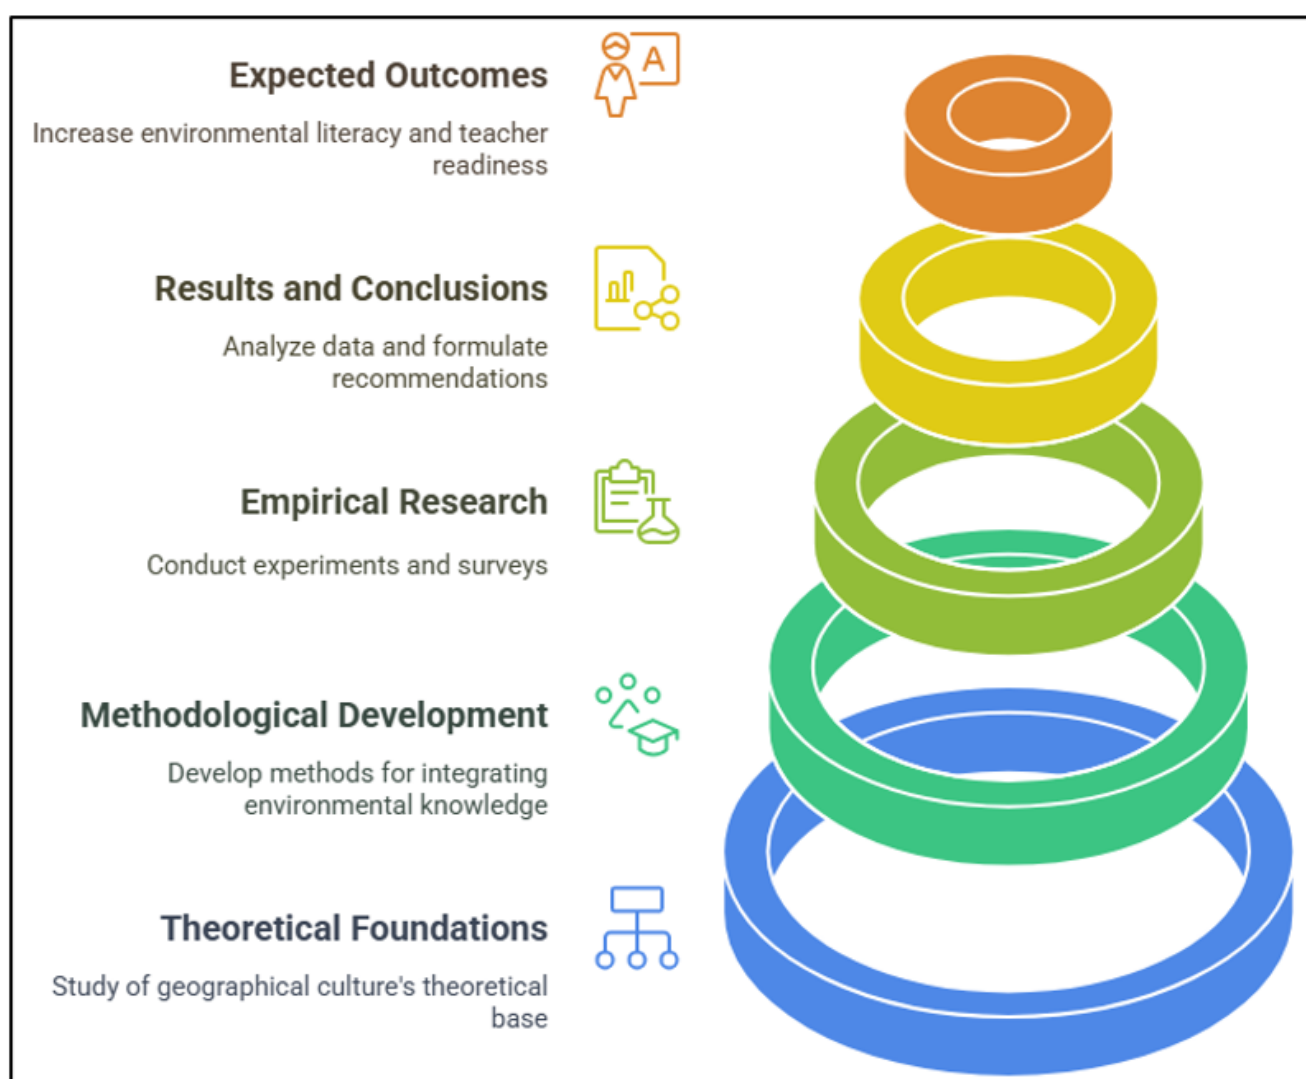 Expected Outcomes
A
Increase environmental literacy and teacher
readiness
Results and Conclusions
Analyze data and formulate
recommendations
Empirical Research
Conduct experiments and surveys
Methodological Development
Develop methods for integrating
environmental knowledge
Theoretical Foundations
Study of geographical culture's theoretical
base